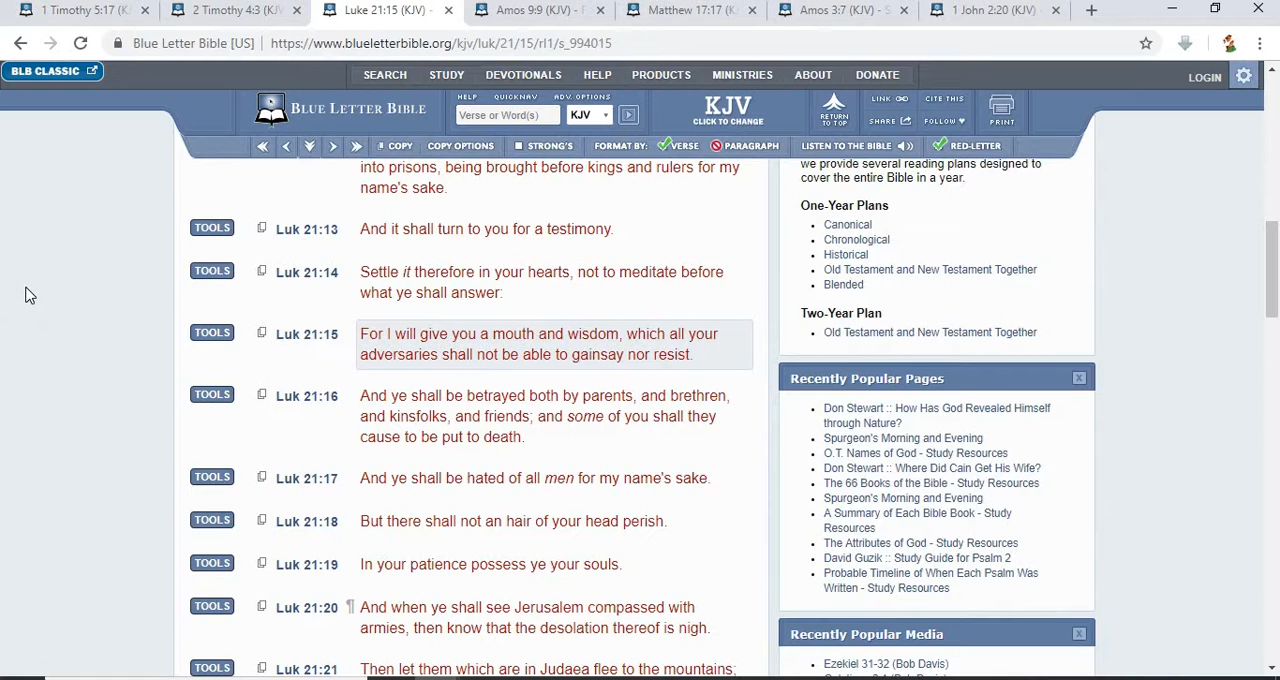 1 Timothy 5:17 (KJV)
2 Timothy 4:3 (KJV)
Luke 21:15 (KJV)
Amos 9:9 (KJV) - F
Matthew 17:17 (KJV)
Amos 3:7 (KJV) - S
1 John 2:20 (KJV)
Blue Letter Bible [US] | https://www.blueletterbible.org/kjv/luk/21/15/rl1/s_994015
BLB CLASSIC
SEARCH STUDY DEVOTIONALS HELP PRODUCTS MINISTRIES ABOUT DONATE
LOGIN
BLUE LETTER BIBLE
HELP QUICKNAV ADV. OPTIONS
Verse or Word(s) KJV
KJV
CLICK TO CHANGE
RETURN
TO TOP
LINK CITE THIS
SHARE FOLLOW
PRINT
COPY COPY OPTIONS STRONG'S FORMAT BY: VERSE PARAGRAPH LISTEN TO THE BIBLE RED-LETTER
into prisons, being brought before kings and rulers for my
name's sake.
TOOLS Luk 21:13 And it shall turn to you for a testimony.
TOOLS Luk 21:14 Settle it therefore in your hearts, not to meditate before
what ye shall answer:
TOOLS Luk 21:15 For I will give you a mouth and wisdom, which all your
adversaries shall not be able to gainsay nor resist.
TOOLS Luk 21:16 And ye shall be betrayed both by parents, and brethren,
and kinsfolks, and friends; and some of you shall they
cause to be put to death.
TOOLS Luk 21:17 And ye shall be hated of all men for my name's sake.
TOOLS Luk 21:18 But there shall not an hair of your head perish.
TOOLS Luk 21:19 In your patience possess ye your souls.
TOOLS Luk 21:20 ¶ And when ye shall see Jerusalem compassed with
armies, then know that the desolation thereof is nigh.
TOOLS Luk 21:21 Then let them which are in Judaea flee to the mountains;
we provide several reading plans designed to
cover the entire Bible in a year.
One-Year Plans
Canonical
Chronological
Historical
Old Testament and New Testament Together
Blended
Two-Year Plan
Old Testament and New Testament Together
Recently Popular Pages X
Don Stewart :: How Has God Revealed Himself
through Nature?
Spurgeon's Morning and Evening
O.T. Names of God - Study Resources
Don Stewart :: Where Did Cain Get His Wife?
The 66 Books of the Bible - Study Resources
Spurgeon's Morning and Evening
A Summary of Each Bible Book - Study
Resources
The Attributes of God - Study Resources
David Guzik :: Study Guide for Psalm 2
Probable Timeline of When Each Psalm Was
Written - Study Resources
Recently Popular Media X
Ezekiel 31-32 (Bob Davis)